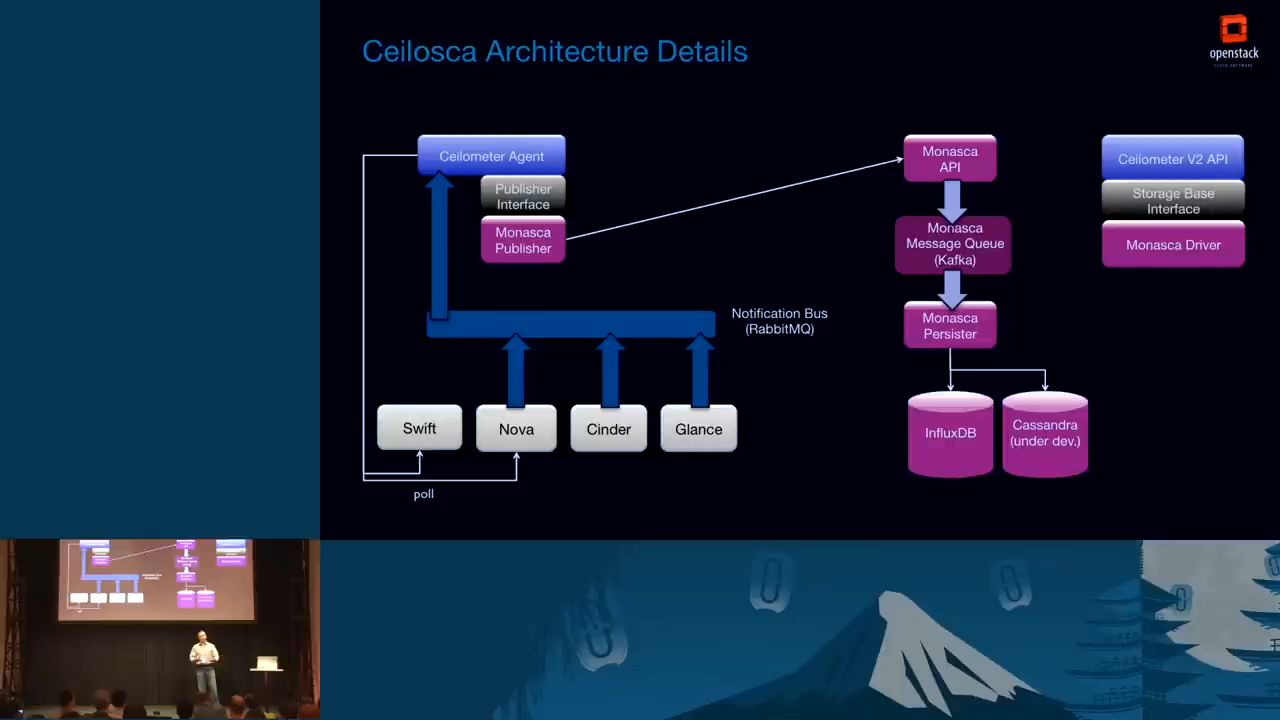 Ceilosca Architecture Details
openstack
CLOUD SOFTWARE
Ceilometer Agent
Publisher
Interface
Monasca
Publisher
Monasca
API
Monasca
Message Queue
(Kafka)
Monasca
Persister
InfluxDB
Cassandra
(under dev.)
Ceilometer V2 API
Storage Base
Interface
Monasca Driver
Notification Bus
(RabbitMQ)
Swift
Nova
Cinder
Glance
poll